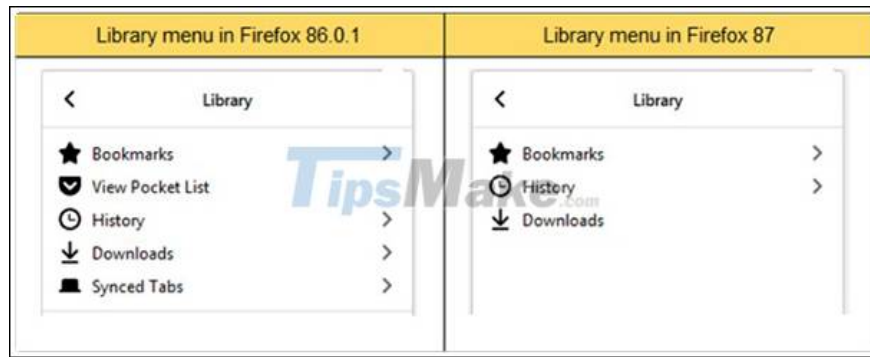 Library menu in Firefox 86.0.1
Library
Bookmarks
View Pocket List
History
Downloads
Synced Tabs
Library menu in Firefox 87
Library
Bookmarks
History
Downloads
TipsMake.com